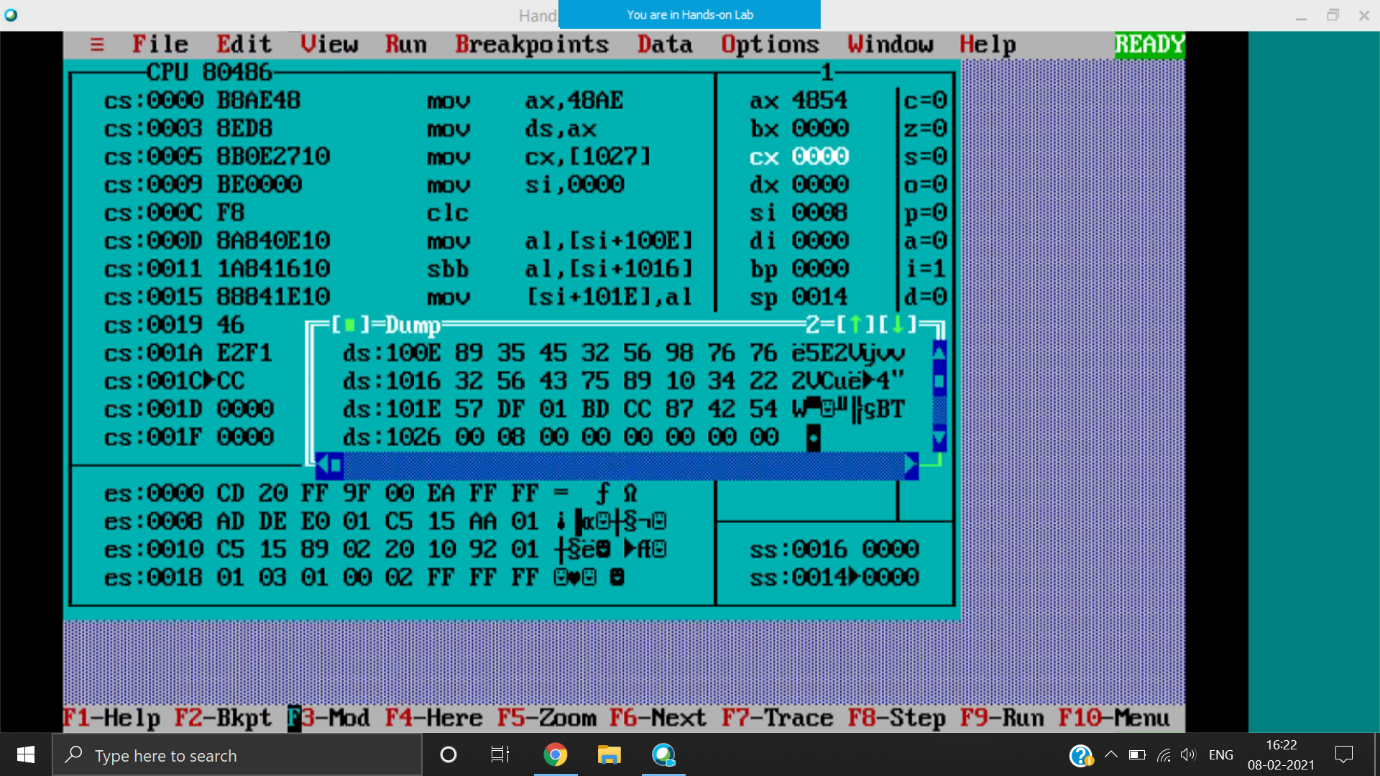 Hand
You are in Hands-on Lab
≡ File Edit View Run Breakpoints Data Options Window Help READY
CPU 80486 1
cs:0000 B8AE48 mov ax,48AE ax 4854 c=0
cs:0003 8ED8 mov ds,ax bx 0000 z=0
cs:0005 8B0E2710 mov cx,[1027] cx 0000 s=0
cs:0009 BE0000 mov si,0000 dx 0000 o=0
cs:000C F8 clc si 0008 p=0
cs:000D 8A840E10 mov al,[si+100E] di 0000 a=0
cs:0011 1A841610 sbb al,[si+1016] bp 0000 i=1
cs:0015 88841E10 mov [si+101E],al sp 0014 d=0
cs:0019 46 [■]=Dump 2=[↑][↓]
cs:001A E2F1 ds:100E 89 35 45 32 56 98 76 76 ë5E2Vÿvv
cs:001C►CC ds:1016 32 56 43 75 89 10 34 22 2VCuë►4"
cs:001D 0000 ds:101E 57 DF 01 BD CC 87 42 54 W▀☺╜╠çBT
cs:001F 0000 ds:1026 00 08 00 00 00 00 00 00 ◘
es:0000 CD 20 FF 9F 00 EA FF FF = ƒ Ω
es:0008 AD DE E0 01 C5 15 AA 01 ¡▐α☺┼§¬☺
es:0010 C5 15 89 02 20 10 92 01 ┼§ë☻ ►Æ☺ ss:0016 0000
es:0018 01 03 01 00 02 FF FF FF ☺♥☺ ☻ ss:0014►0000
F1-Help F2-Bkpt F3-Mod F4-Here F5-Zoom F6-Next F7-Trace F8-Step F9-Run F10-Menu
Type here to search
ENG
16:22
08-02-2021